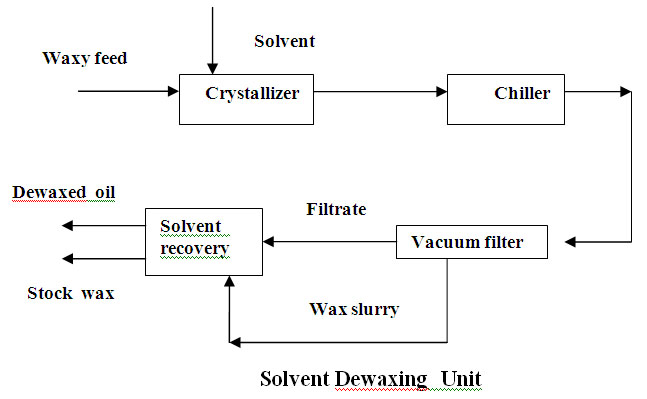 Solvent
Waxy feed
Crystallizer
Chiller
Dewaxed oil
Solvent
recovery
Filtrate
Vacuum filter
Stock wax
Wax slurry
Solvent Dewaxing Unit